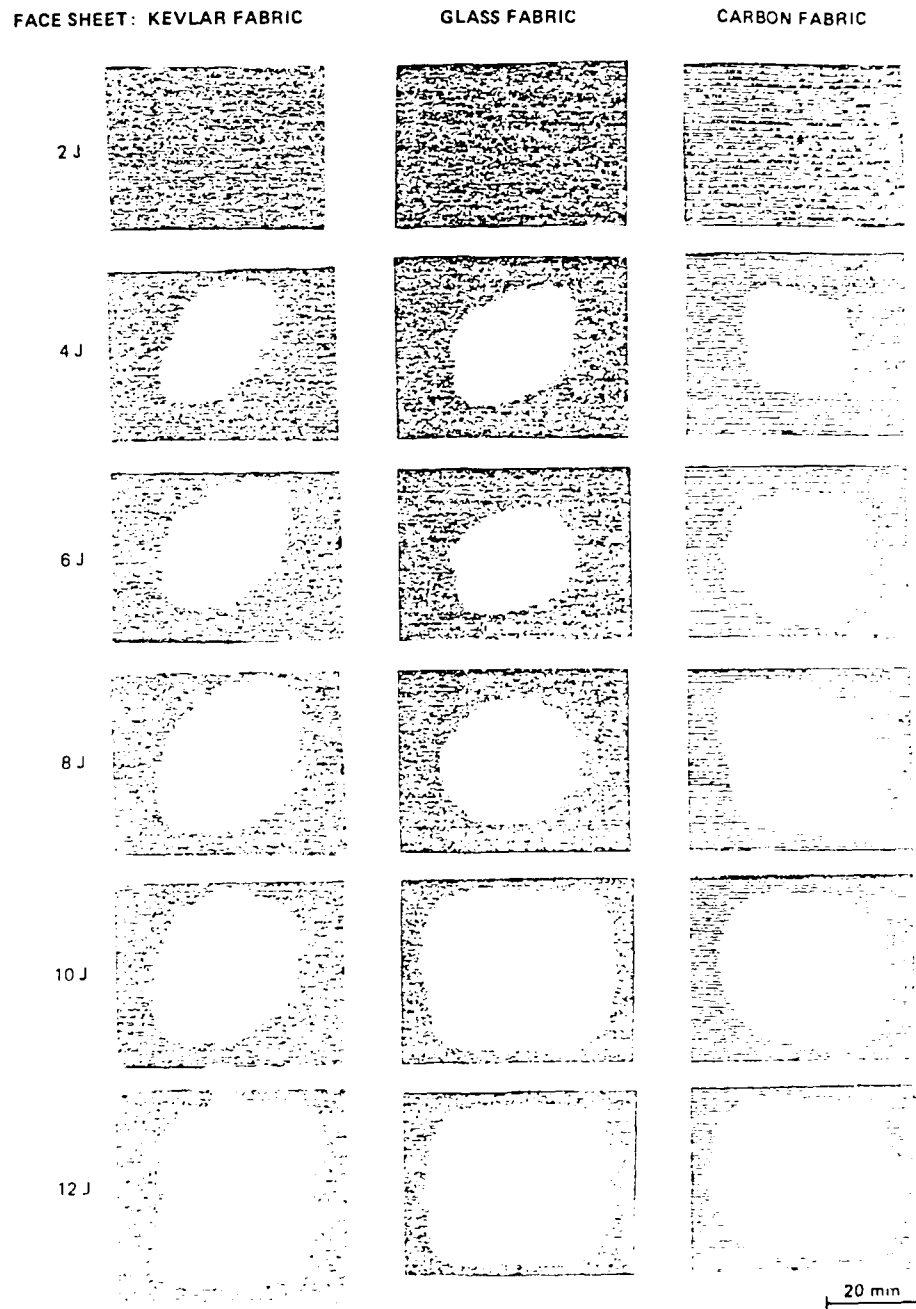 FACE SHEET: KEVLAR FABRIC GLASS FABRIC CARBON FABRIC
2 J
4 J
6 J
8 J
10 J
12 J
20 mm